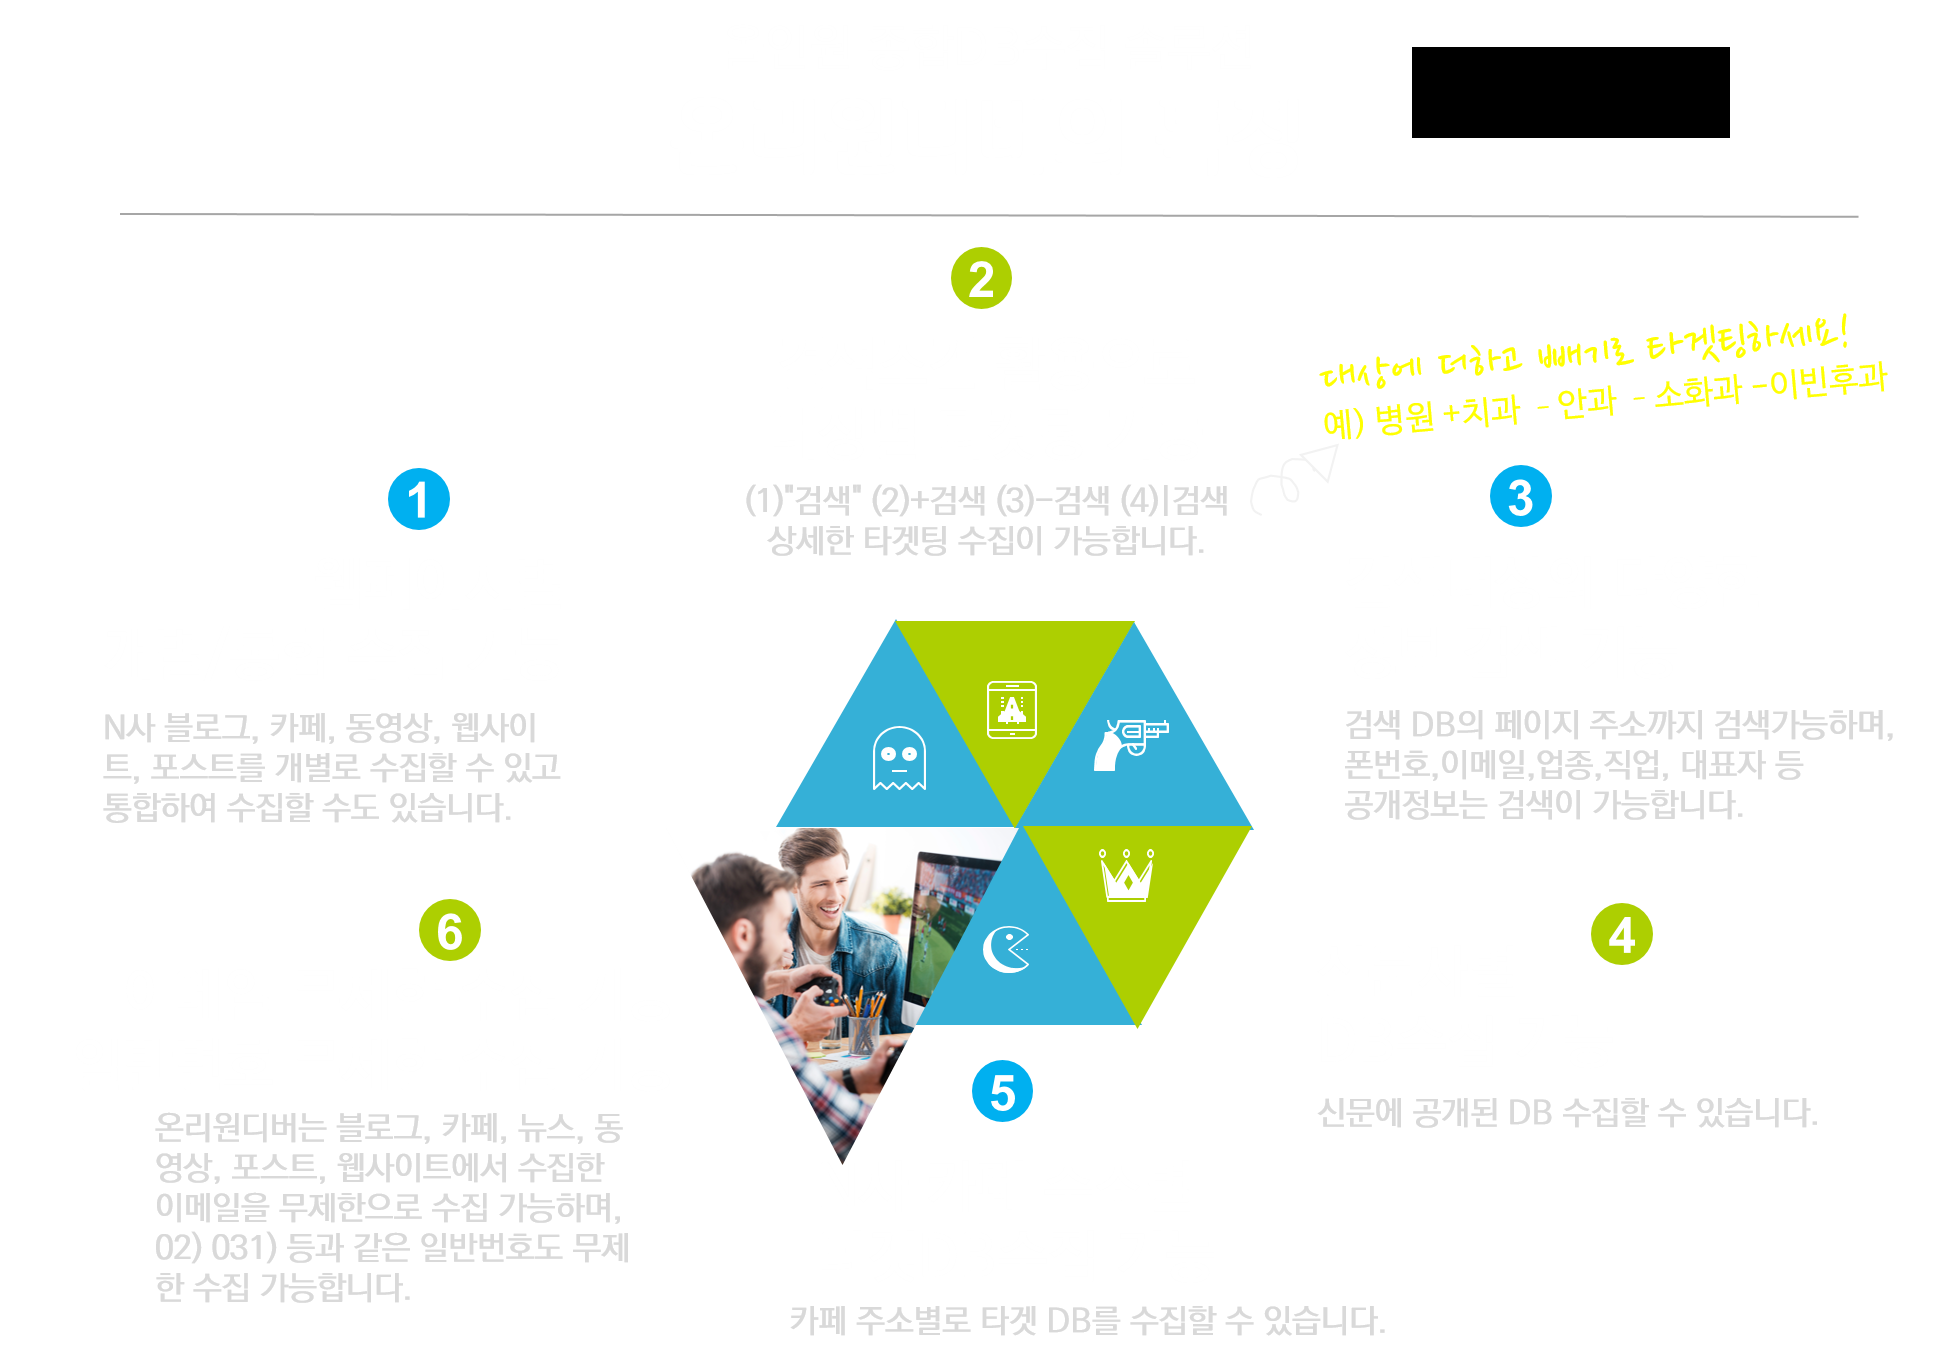 2
대상에 더하고 빼기로 타겟팅하세요!
예) 병원 +치과 - 안과 - 소화과 -이빈후과
1
(1)"검색" (2)+검색 (3)-검색 (4)|검색
상세한 타겟팅 수집이 가능합니다.
3
N사 블로그, 카페, 동영상, 웹사이
트, 포스트를 개별로 수집할 수 있고
통합하여 수집할 수도 있습니다.
검색 DB의 페이지 주소까지 검색가능하며,
폰번호,이메일,업종,직업, 대표자 등
공개정보는 검색이 가능합니다.
6
4
5
온리원디버는 블로그, 카페, 뉴스, 동
영상, 포스트, 웹사이트에서 수집한
이메일을 무제한으로 수집 가능하며,
02) 031) 등과 같은 일반번호도 무제
한 수집 가능합니다.
신문에 공개된 DB 수집할 수 있습니다.
카페 주소별로 타겟 DB를 수집할 수 있습니다.